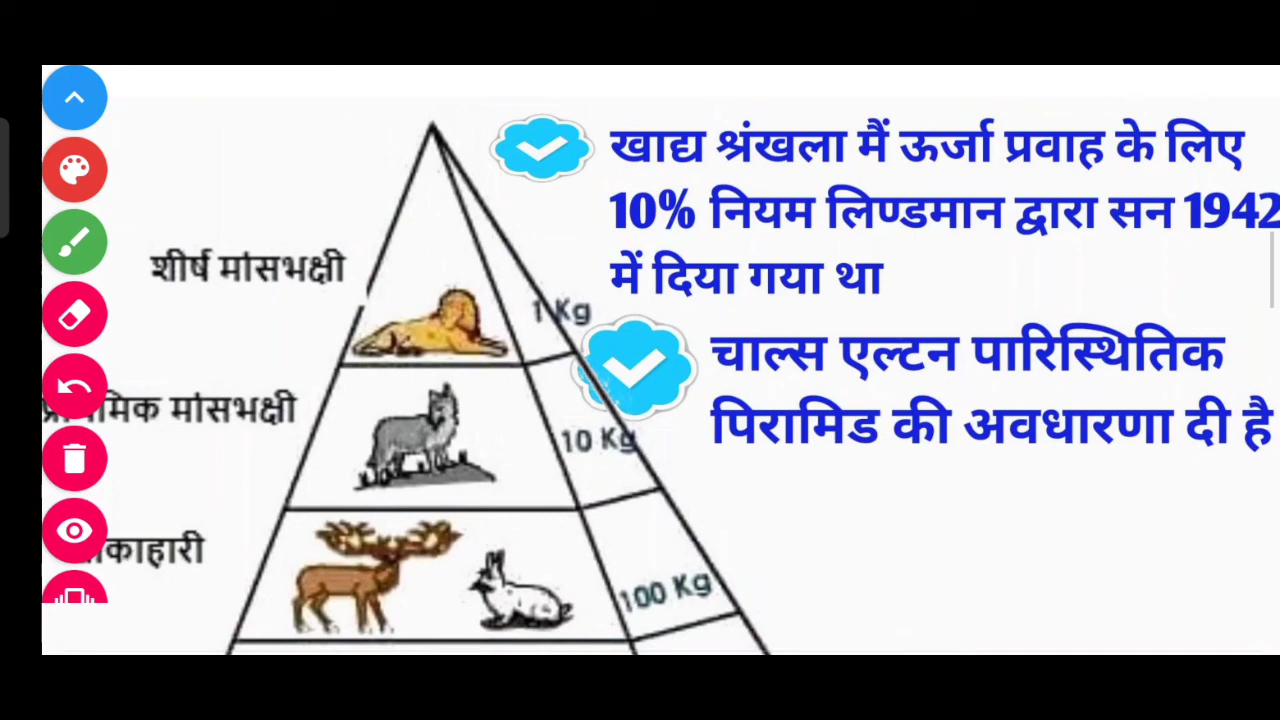 खाद्य श्रंखला मैं ऊर्जा प्रवाह के लिए
10% नियम लिण्डमान द्वारा सन 1942
में दिया गया था
शीर्ष मांसभक्षी
1 Kg
चाल्स एल्टन पारिस्थितिक
पिरामिड की अवधारणा दी है
मांसभक्षी
10 Kg
100 Kg